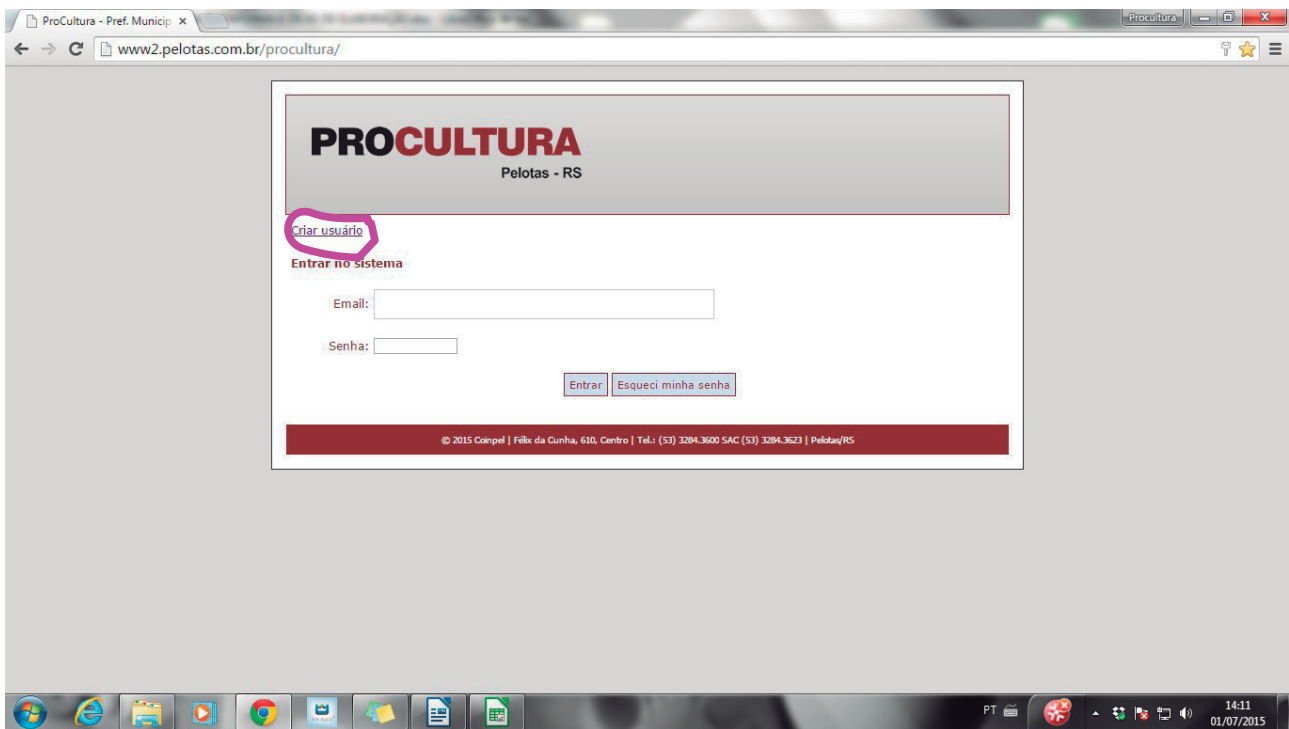 ProCultura - Pref. Municip
Procultura
www2.pelotas.com.br/procultura/
PROCULTURA
Pelotas - RS
Criar usuário
Entrar no sistema
Email:
Senha:
Entrar Esqueci minha senha
© 2015 Coinpel | Félix da Cunha, 610, Centro | Tel.: (53) 3284.3600 SAC (53) 3284.3623 | Pelotas/RS
PT
14:11
01/07/2015